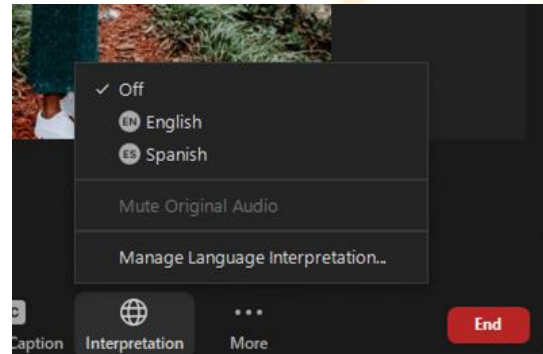 Off
EN English
ES Spanish
Mute Original Audio
Manage Language Interpretation...
C
Caption Interpretation More End